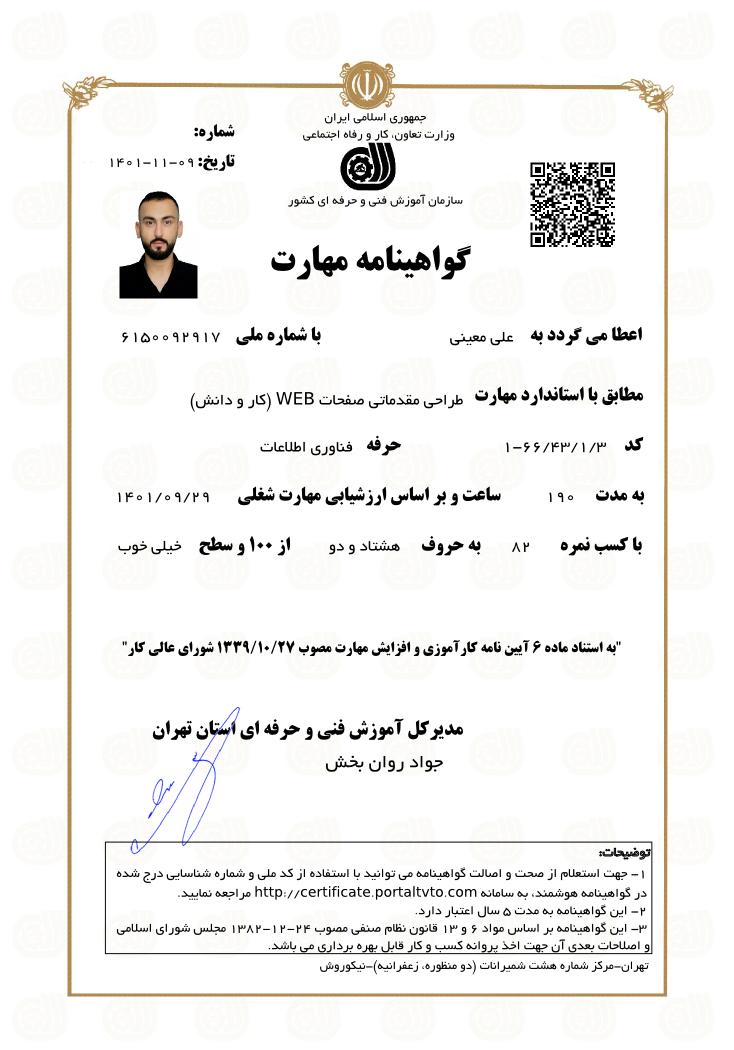 جمهوری اسلامی ایران
وزارت تعاون، کار و رفاه اجتماعی
سازمان آموزش فنی و حرفه ای کشور
شماره:
تاریخ: ۱۴۰۱-۱۱-۰۹
گواهینامه مهارت
اعطا می گردد به علی معینی با شماره ملی ۶۱۵۰۰۹۲۹۱۷
مطابق با استاندارد مهارت طراحی مقدماتی صفحات WEB (کار و دانش)
کد ۱-۶۶/۴۳/۱/۳ حرفه فناوری اطلاعات
به مدت ۱۹۰ ساعت و بر اساس ارزشیابی مهارت شغلی ۱۴۰۱/۰۹/۲۹
با کسب نمره ۸۲ به حروف هشتاد و دو از ۱۰۰ و سطح خیلی خوب
"به استناد ماده ۶ آیین نامه کارآموزی و افزایش مهارت مصوب ۱۳۳۹/۱۰/۲۷ شورای عالی کار"
مدیرکل آموزش فنی و حرفه ای استان تهران
جواد روان بخش
توضیحات:
۱- جهت استعلام از صحت و اصالت گواهینامه می توانید با استفاده از کد ملی و شماره شناسایی درج شده
در گواهینامه هوشمند، به سامانه http://certificate.portaltvto.com مراجعه نمایید.
۲- این گواهینامه به مدت ۵ سال اعتبار دارد.
۳- این گواهینامه بر اساس مواد ۶ و ۱۳ قانون نظام صنفی مصوب ۲۴-۱۲-۱۳۸۲ مجلس شورای اسلامی
و اصلاحات بعدی آن جهت اخذ پروانه کسب و کار قابل بهره برداری می باشد.
تهران-مرکز شماره هشت شمیرانات (دو منظوره، زعفرانیه)-نیکوروش